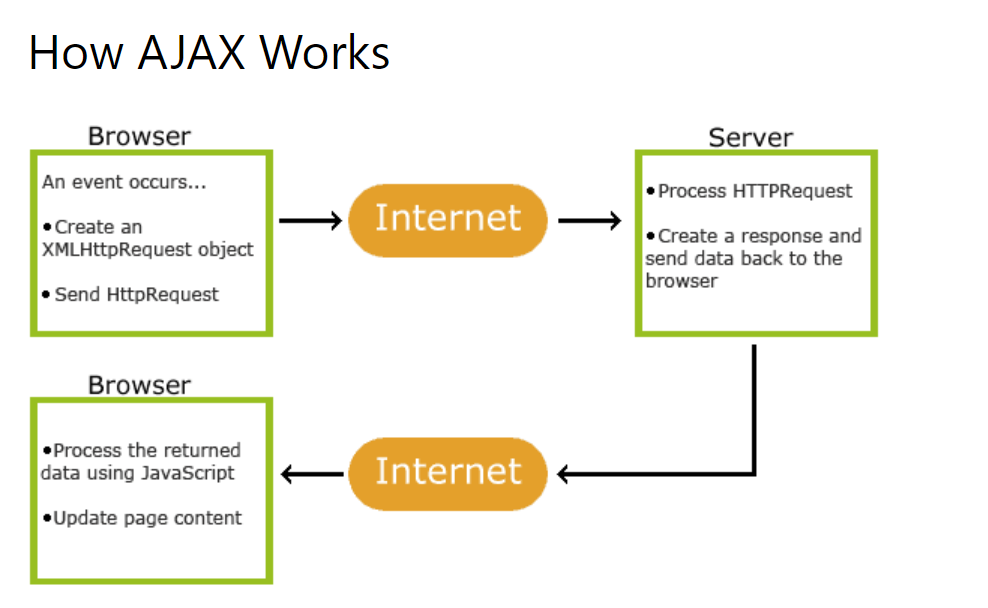 How AJAX Works
Browser
An event occurs...
•Create an
XMLHttpRequest object
• Send HttpRequest
Internet
Server
•Process HTTPRequest
•Create a response and
send data back to the
browser
Browser
•Process the returned
data using JavaScript
•Update page content
Internet